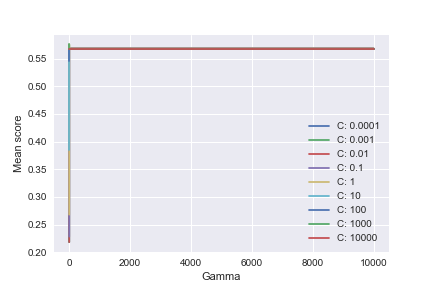 0.55
0.50
0.45
0.40
0.35
0.30
0.25
0.20
Mean score
0
2000
4000
6000
8000
10000
Gamma
C: 0.0001
C: 0.001
C: 0.01
C: 0.1
C: 1
C: 10
C: 100
C: 1000
C: 10000